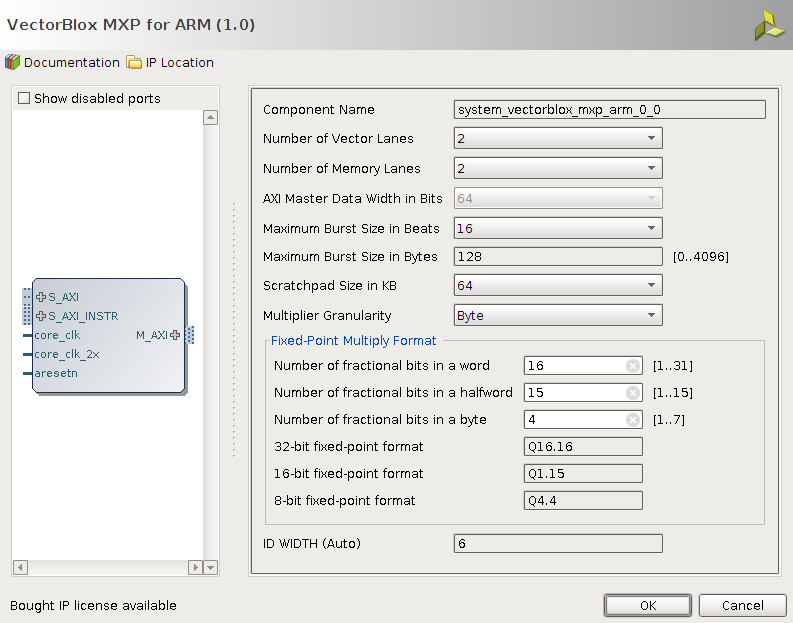 VectorBlox MXP for ARM (1.0)
Documentation IP Location
Show disabled ports
S_AXI
S_AXI_INSTR
core_clk M_AXI
core_clk_2x
aresetn
Component Name system_vectorblox_mxp_arm_0_0
Number of Vector Lanes 2
Number of Memory Lanes 2
AXI Master Data Width in Bits 64
Maximum Burst Size in Beats 16
Maximum Burst Size in Bytes 128 [0..4096]
Scratchpad Size in KB 64
Multiplier Granularity Byte
Fixed-Point Multiply Format
Number of fractional bits in a word 16 [1..31]
Number of fractional bits in a halfword 15 [1..15]
Number of fractional bits in a byte 4 [1..7]
32-bit fixed-point format Q16.16
16-bit fixed-point format Q1.15
8-bit fixed-point format Q4.4
ID WIDTH (Auto) 6
Bought IP license available OK Cancel